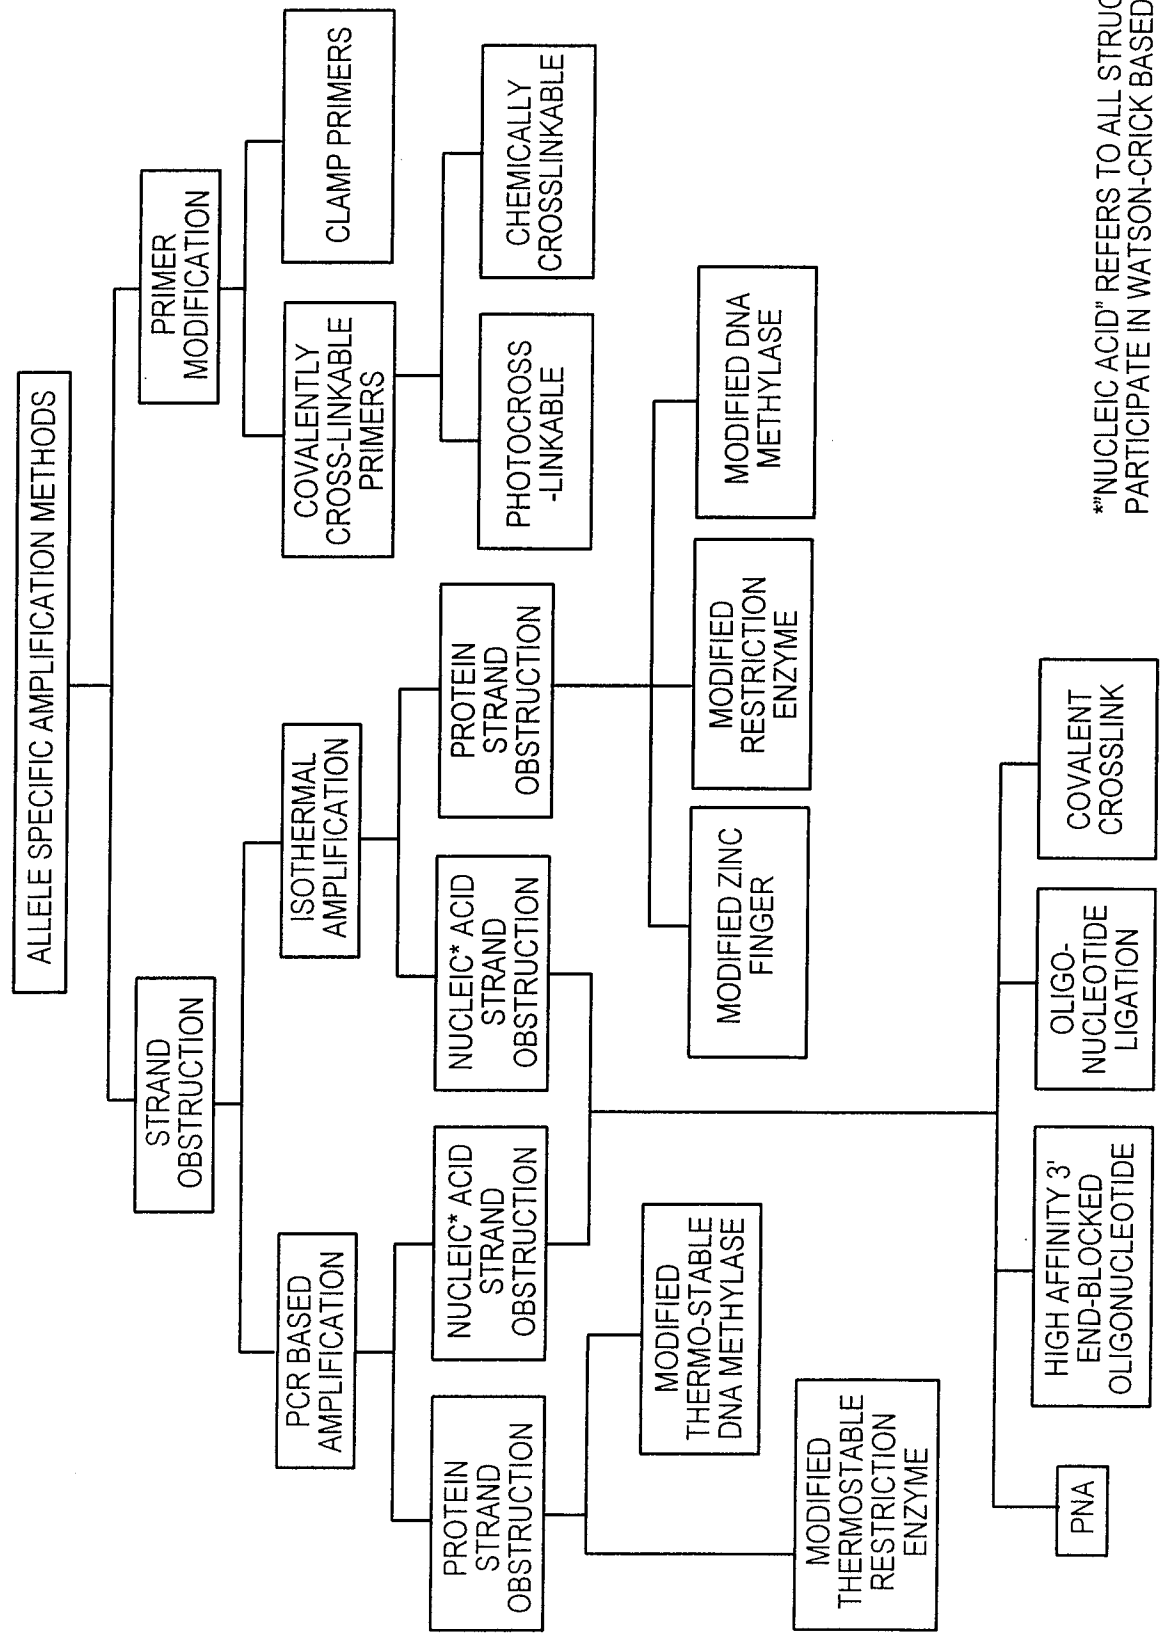 ALLELE SPECIFIC AMPLIFICATION METHODS
STRAND
OBSTRUCTION
PRIMER
MODIFICATION
PCR BASED
AMPLIFICATION
ISOTHERMAL
AMPLIFICATION
COVALENTLY
CROSS-LINKABLE
PRIMERS
CLAMP PRIMERS
PROTEIN
STRAND
OBSTRUCTION
NUCLEIC* ACID
STRAND
OBSTRUCTION
NUCLEIC* ACID
STRAND
OBSTRUCTION
PROTEIN
STRAND
OBSTRUCTION
PHOTOCROSS
-LINKABLE
CHEMICALLY
CROSSLINKABLE
MODIFIED
THERMO-STABLE
DNA METHYLASE
MODIFIED ZINC
FINGER
MODIFIED
RESTRICTION
ENZYME
MODIFIED DNA
METHYLASE
MODIFIED
THERMOSTABLE
RESTRICTION
ENZYME
PNA
HIGH AFFINITY 3'
END-BLOCKED
OLIGONUCLEOTIDE
OLIGO-
NUCLEOTIDE
LIGATION
COVALENT
CROSSLINK
*"NUCLEIC ACID" REFERS TO ALL STRUC
PARTICIPATE IN WATSON-CRICK BASED